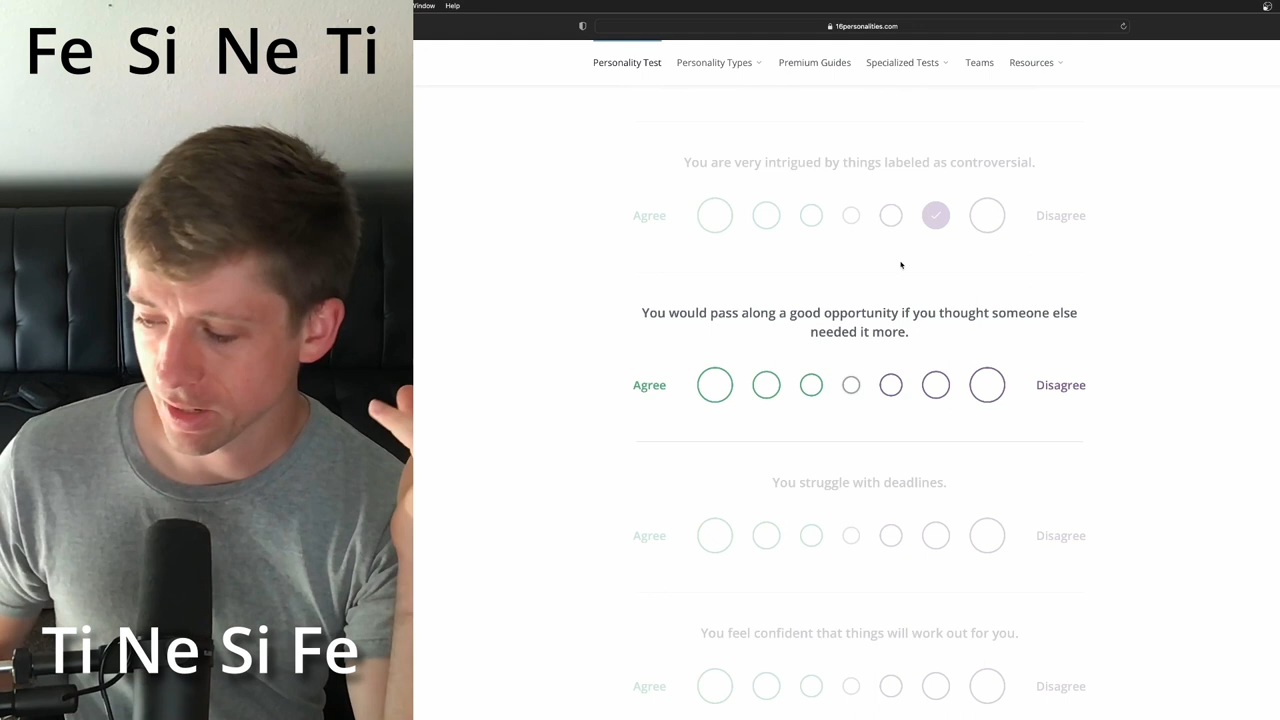 Fe Si Ne Ti
Ti Ne Si Fe
Window Help
16personalities.com
Personality Test Personality Types Premium Guides Specialized Tests Teams Resources
You are very intrigued by things labeled as controversial.
Agree Disagree
You would pass along a good opportunity if you thought someone else
needed it more.
Agree Disagree
You struggle with deadlines.
Agree Disagree
You feel confident that things will work out for you.
Agree Disagree